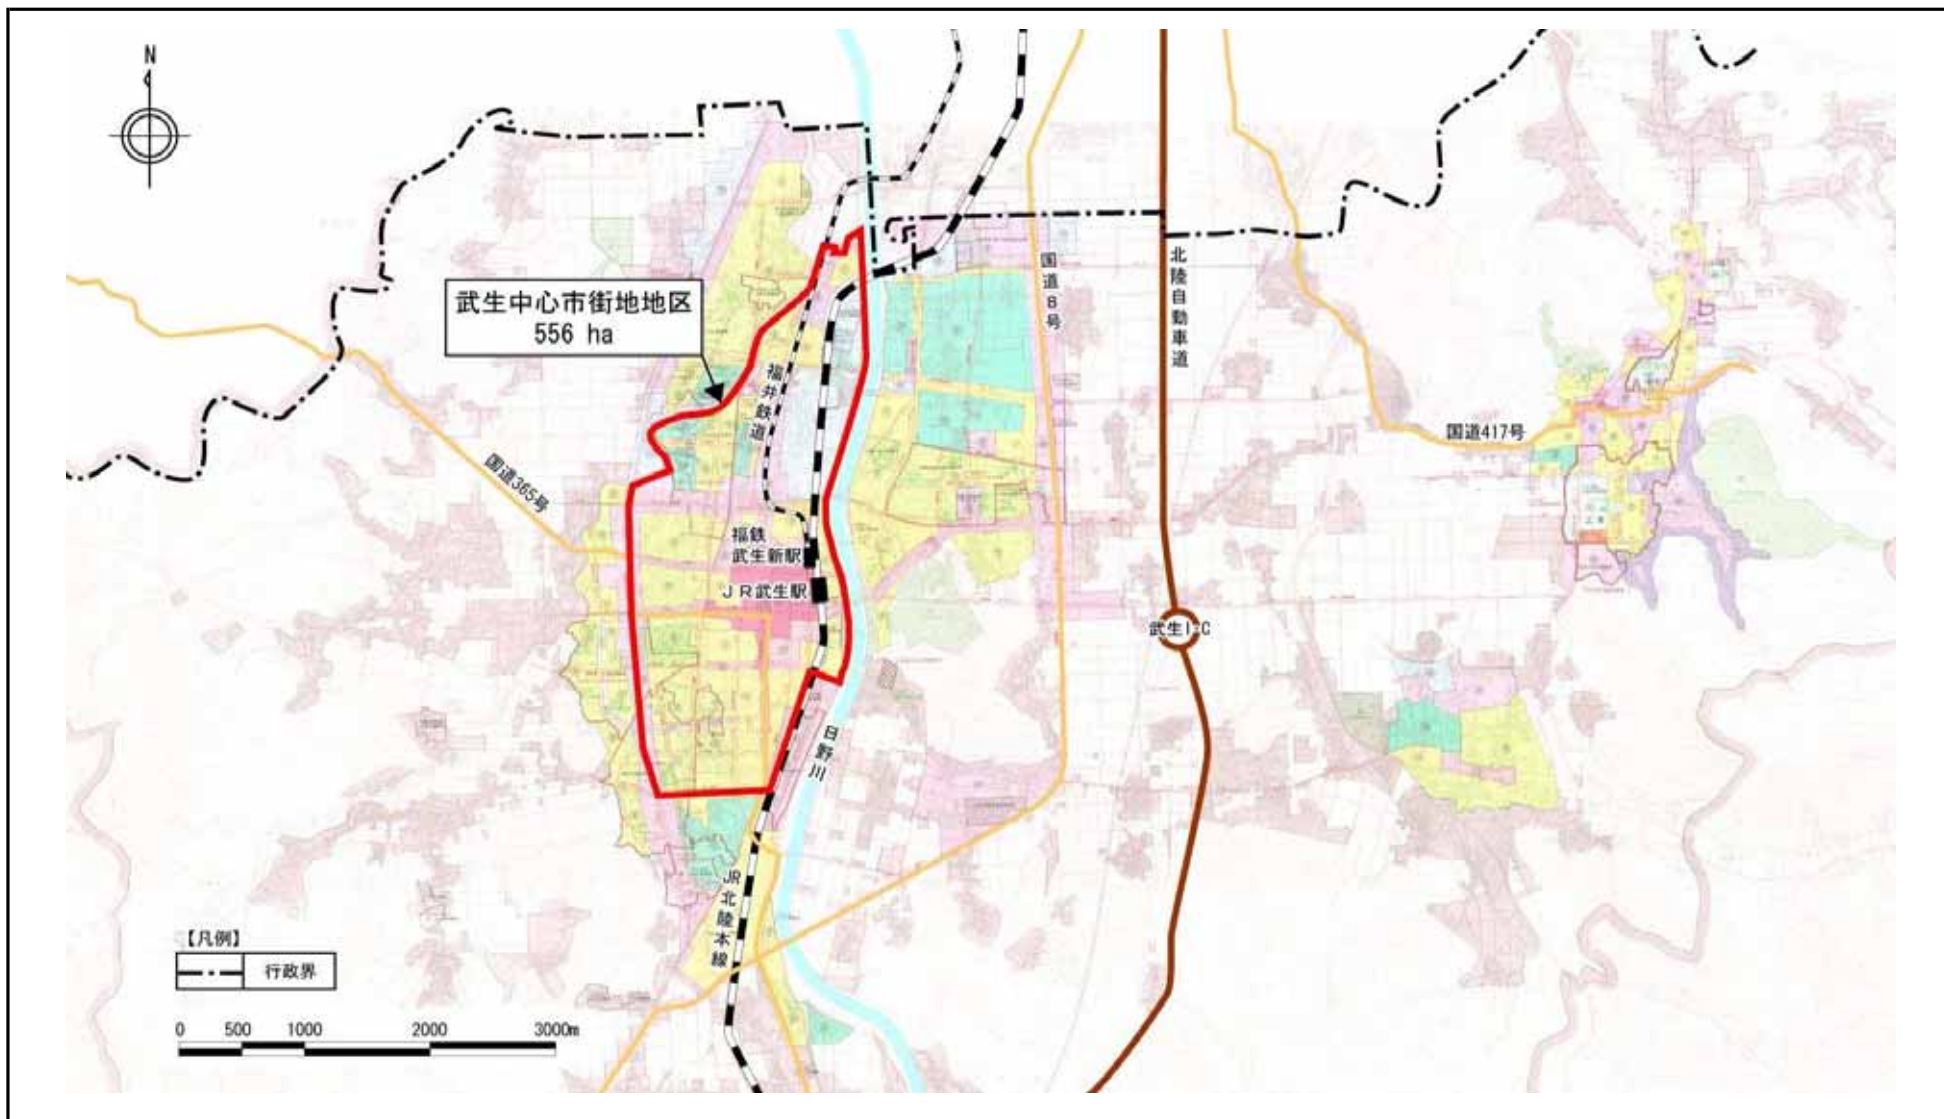 N
武生中心市街地地区
556 ha
国道8号
北陸自動車道
福井鉄道
国道417号
国道365号
福鉄
武生新駅
JR武生駅
武生I・C
日野川
JR北陸本線
【凡例】
行政界
0 500 1000 2000 3000m